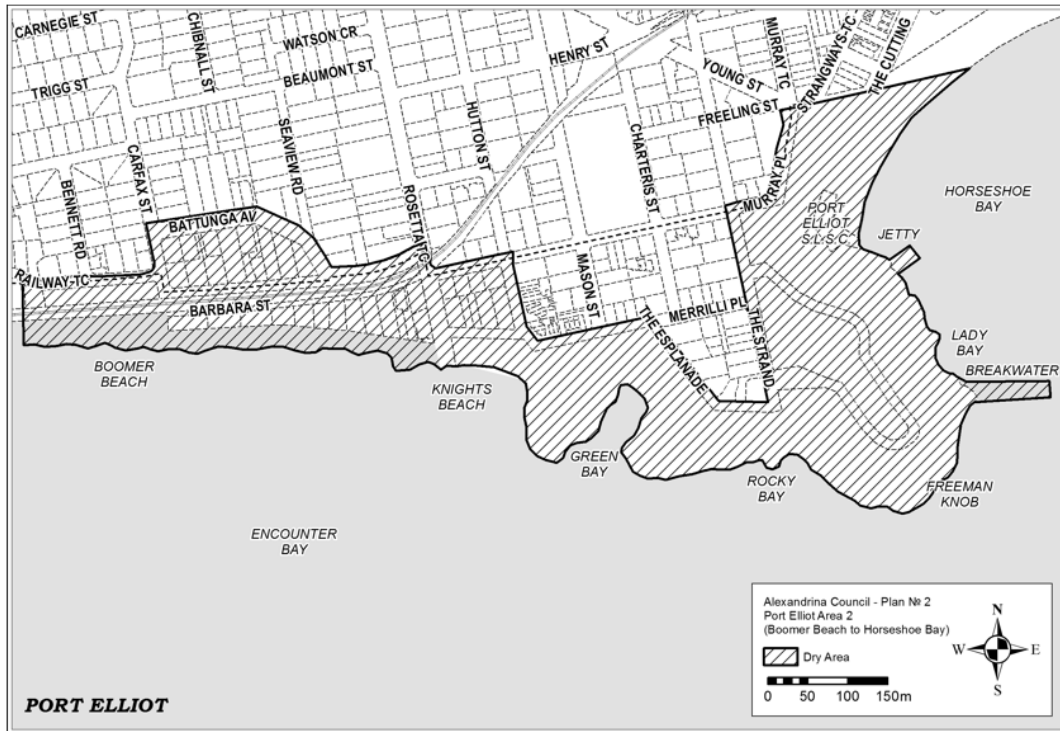 CARNEGIE ST
CHIBNALL ST
WATSON CR
HENRY ST
MURRAY TC
STRANGWAYS TC
THE CUTTING
TRIGG ST
BEAUMONT ST
YOUNG ST
FREELING ST
SEAVIEW RD
HUTTON ST
CHARTERIS ST
CARFAX ST
BENNETT RD
BATTUNGA AV
ROSETTA TC
MURRAY PL
PORT
ELLIOT
S.L.S.C.
HORSESHOE
BAY
JETTY
RAILWAY TC
BARBARA ST
MASON ST
MERRILLI PL
THE ESPLANADE
THE STRAND
LADY
BAY
BREAKWATER
BOOMER
BEACH
KNIGHTS
BEACH
GREEN
BAY
ROCKY
BAY
FREEMAN
KNOB
ENCOUNTER
BAY
Alexandrina Council - Plan № 2
Port Elliot Area 2
(Boomer Beach to Horseshoe Bay)
Dry Area
0 50 100 150m
N
W E
S
PORT ELLIOT